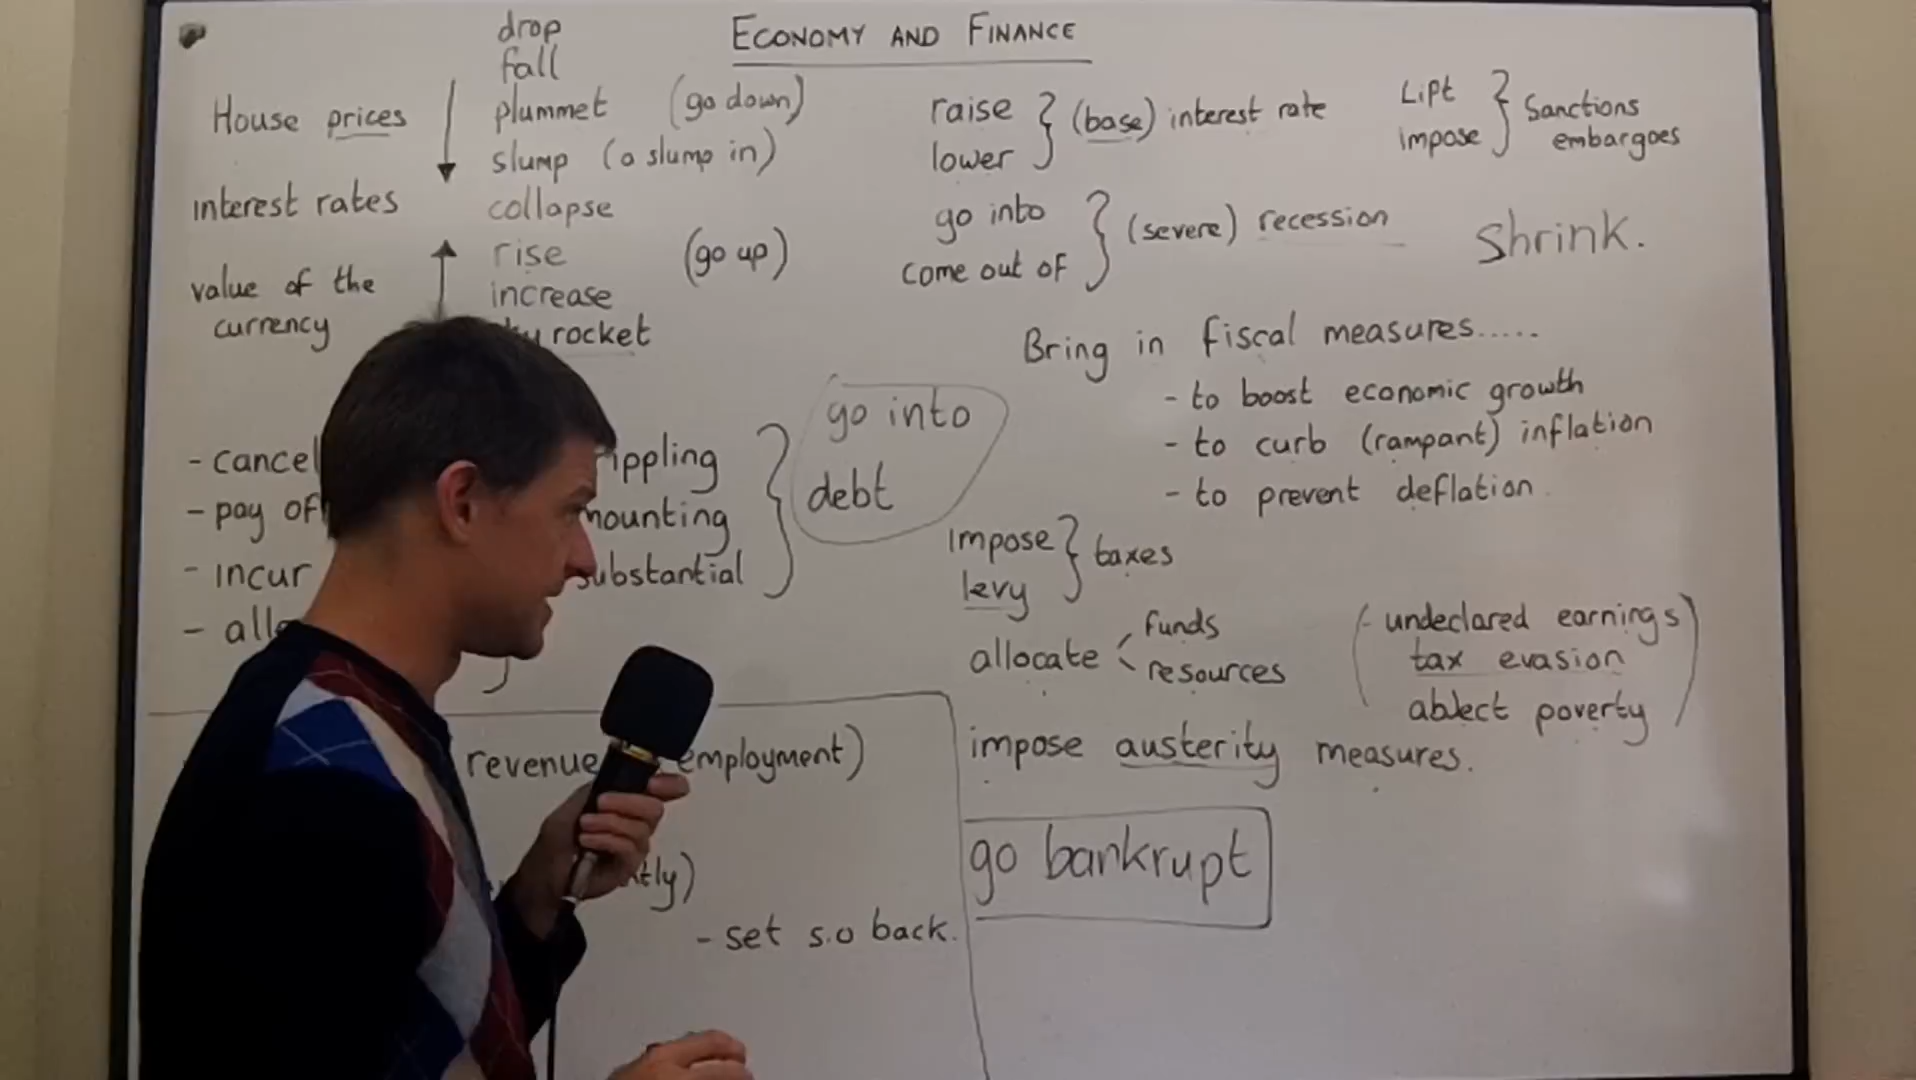 ECONOMY AND FINANCE
drop
fall
House prices
plummet (go down)
slump (a slump in)
interest rates
collapse
rise (go up)
value of the
currency
increase
rocket
raise
lower
} (base) interest rate
Lift
impose
} Sanctions
embargoes
go into
come out of
} (severe) recession
Shrink.
Bring in fiscal measures.....
- to boost economic growth
- to curb (rampant) inflation
- to prevent deflation
- cancel
- pay of
- incur
ippling
mounting
substantial
}
go into
debt
impose
levy
} taxes
allocate < funds
resources
(- undeclared earnings
tax evasion
abject poverty)
impose austerity measures.
revenue employment)
tly)
- set s.o back.
go bankrupt